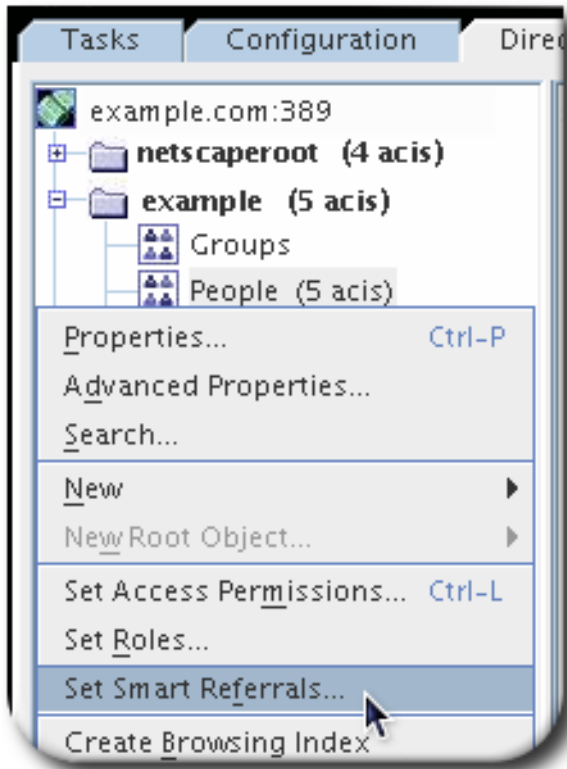 Tasks Configuration Direc
example.com:389
netscaperoot (4 acis)
example (5 acis)
Groups
People (5 acis)
Properties... Ctrl-P
Advanced Properties...
Search...
New
New Root Object...
Set Access Permissions... Ctrl-L
Set Roles...
Set Smart Referrals...
Create Browsing Index